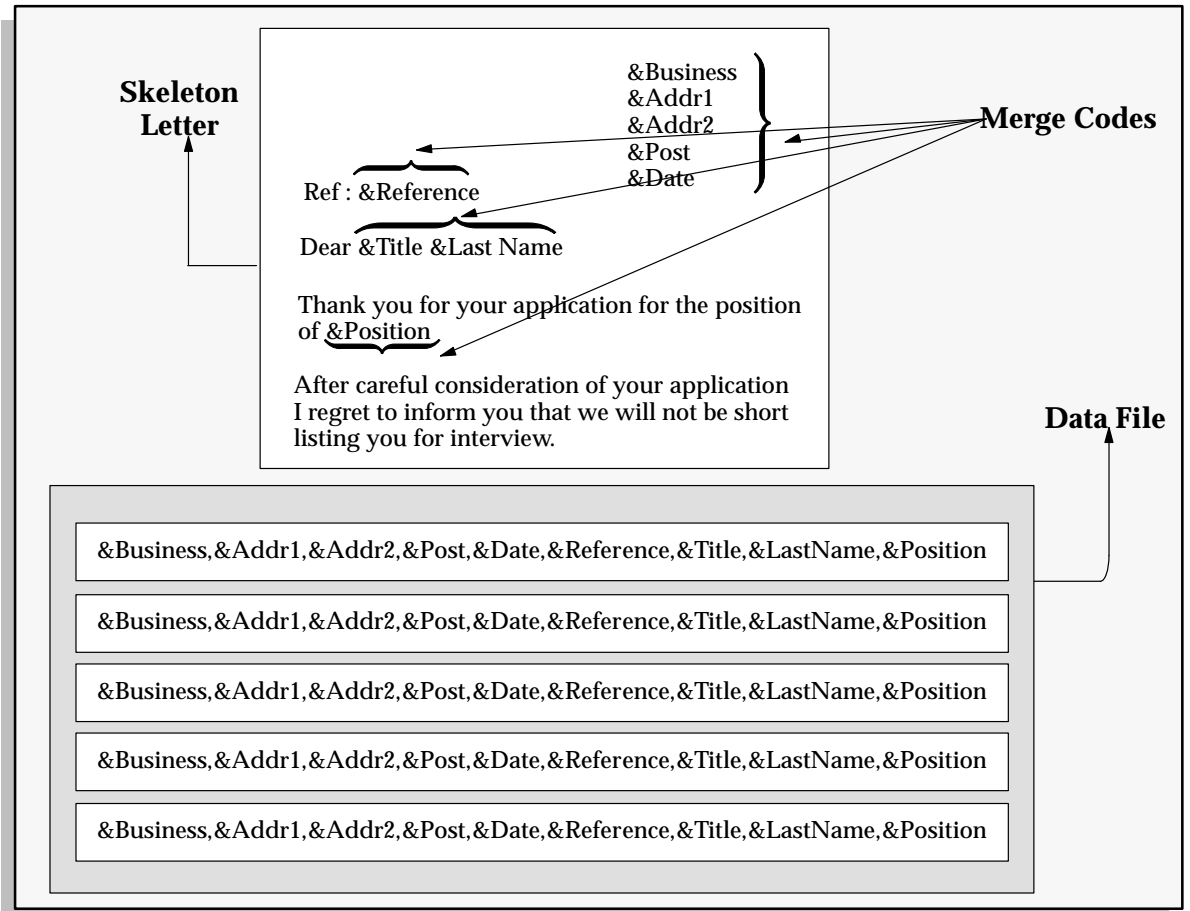 Skeleton
Letter
&Business
&Addr1
&Addr2
&Post
&Date
Merge Codes
Ref : &Reference
Dear &Title &Last Name
Thank you for your application for the position
of &Position
After careful consideration of your application
I regret to inform you that we will not be short
listing you for interview.
Data File
&Business,&Addr1,&Addr2,&Post,&Date,&Reference,&Title,&LastName,&Position
&Business,&Addr1,&Addr2,&Post,&Date,&Reference,&Title,&LastName,&Position
&Business,&Addr1,&Addr2,&Post,&Date,&Reference,&Title,&LastName,&Position
&Business,&Addr1,&Addr2,&Post,&Date,&Reference,&Title,&LastName,&Position
&Business,&Addr1,&Addr2,&Post,&Date,&Reference,&Title,&LastName,&Position